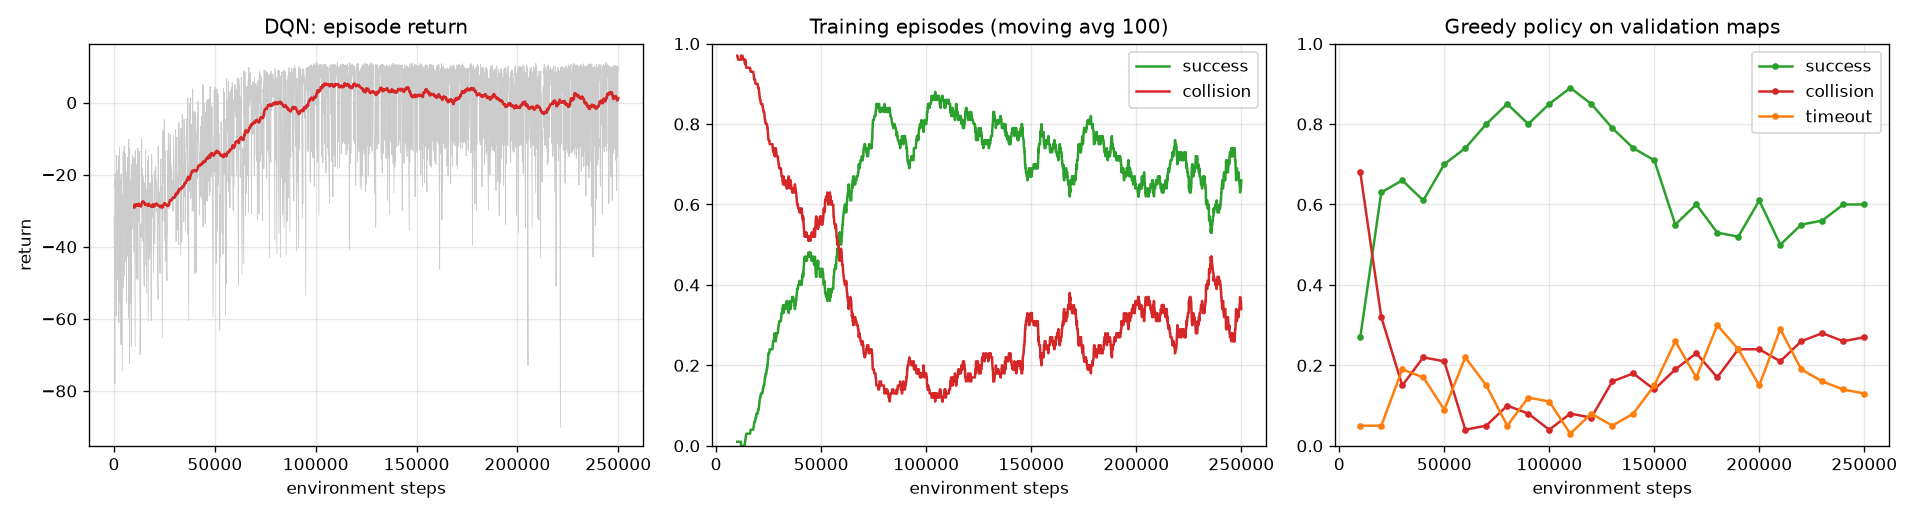 DQN: episode return
return
0
−20
−40
−60
−80
0
50000
100000
150000
200000
250000
environment steps
Training episodes (moving avg 100)
1.0
0.8
0.6
0.4
0.2
0.0
success
collision
0
50000
100000
150000
200000
250000
environment steps
Greedy policy on validation maps
1.0
0.8
0.6
0.4
0.2
0.0
success
collision
timeout
0
50000
100000
150000
200000
250000
environment steps